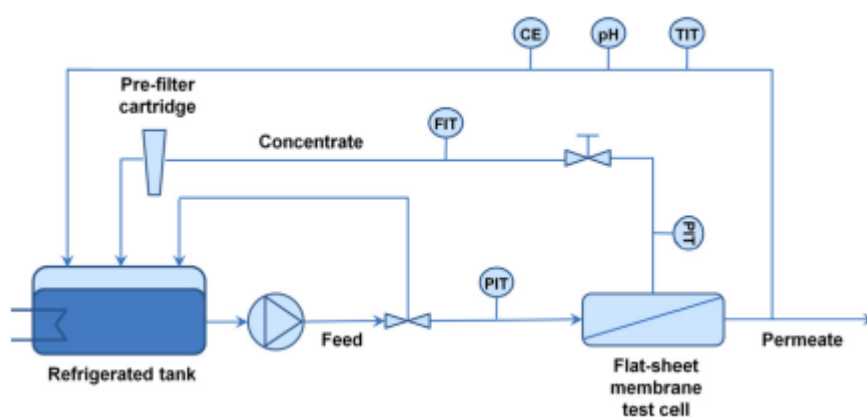 CE
pH
TIT
Pre-filter
cartridge
Concentrate
FIT
PIT
PIT
Feed
Permeate
Refrigerated tank
Flat-sheet
membrane
test cell